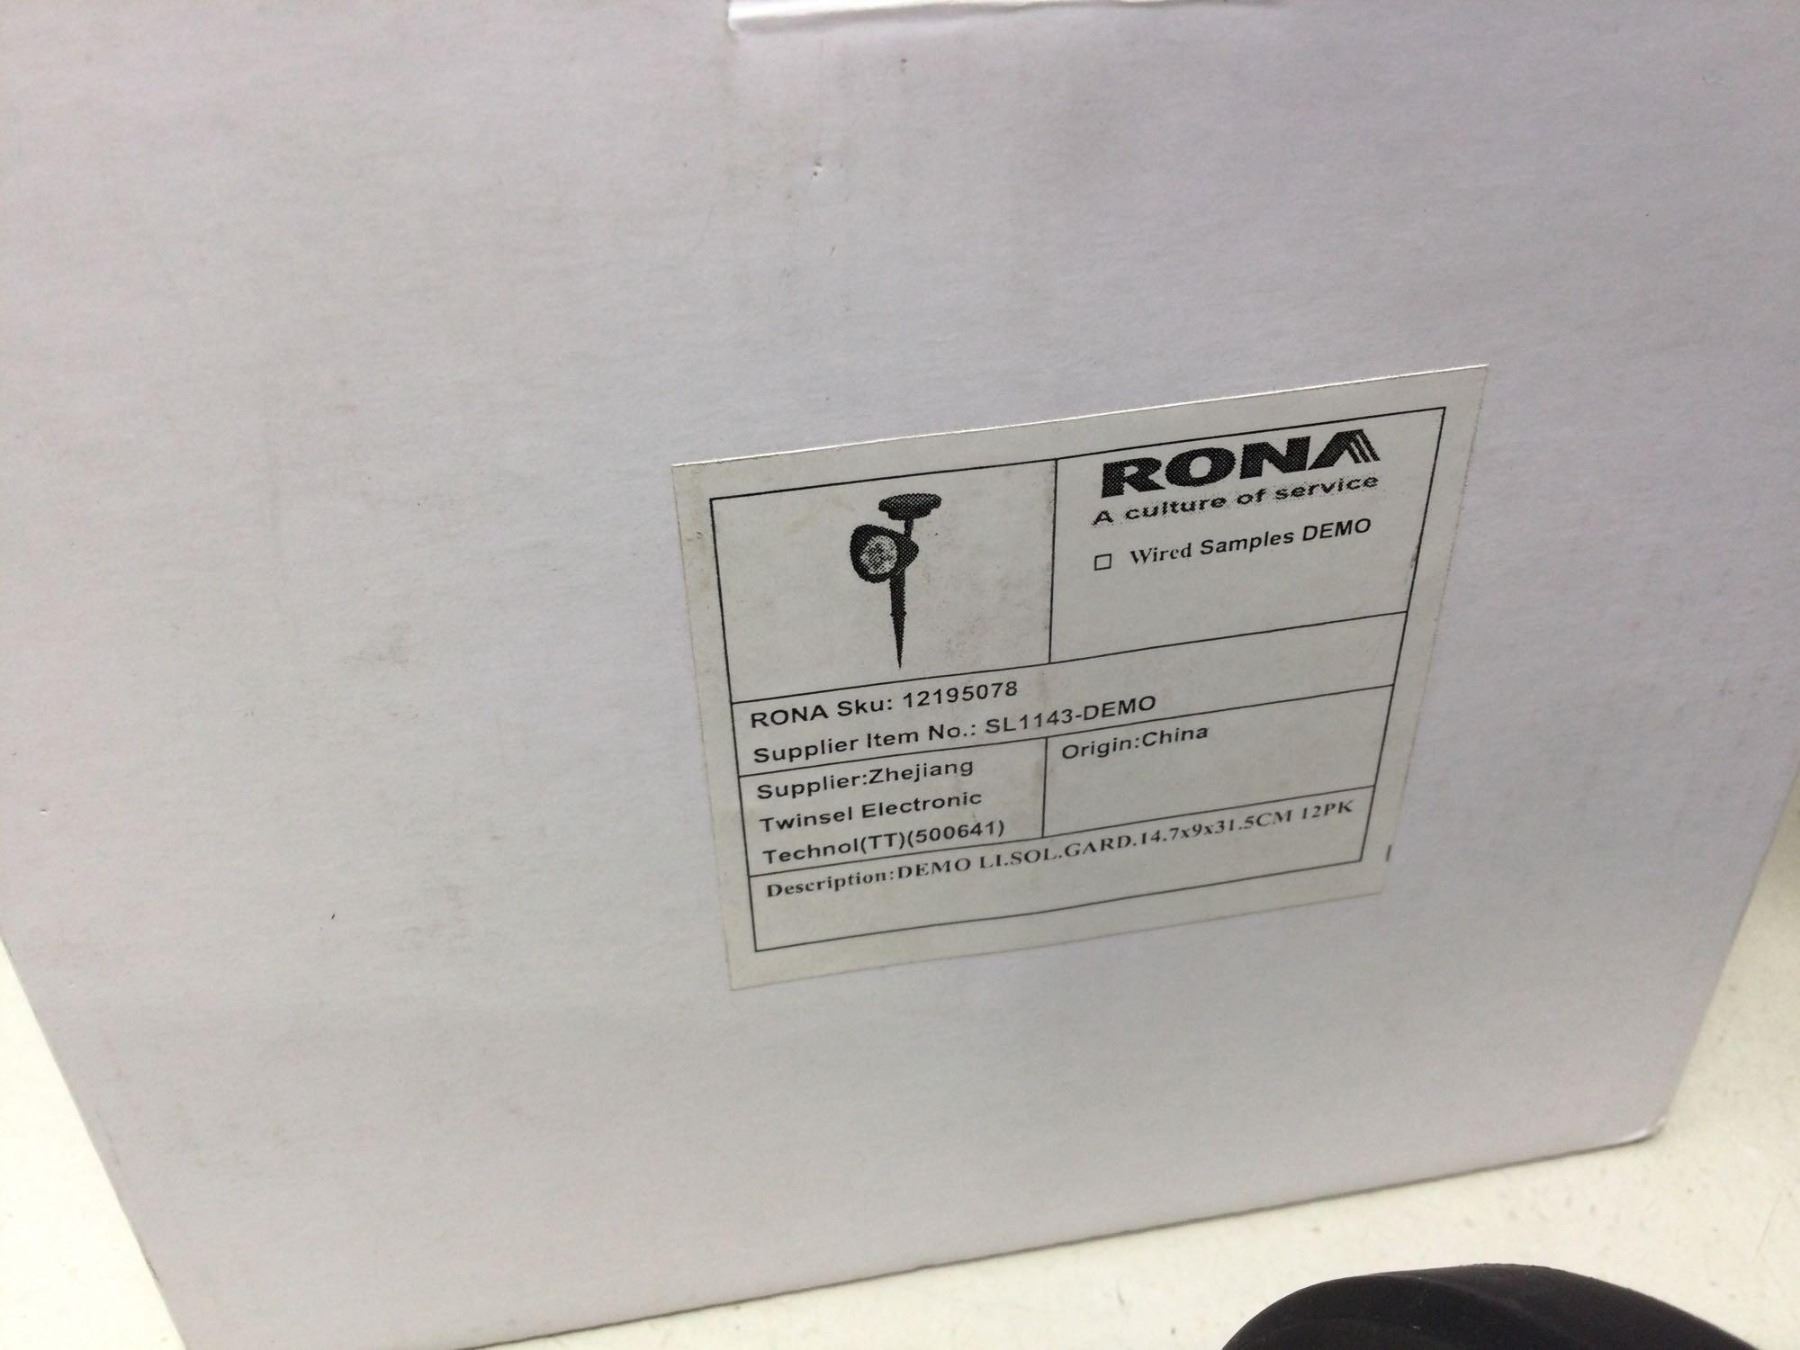 RONA
A culture of service
Wired Samples DEMO
RONA Sku: 12195078
Supplier Item No.: SL1143-DEMO
Supplier:Zhejiang
Twinsel Electronic
Technol(TT)(500641)
Origin:China
Description:DEMO LI.SOL.GARD.14.7x9x31.5CM 12PK